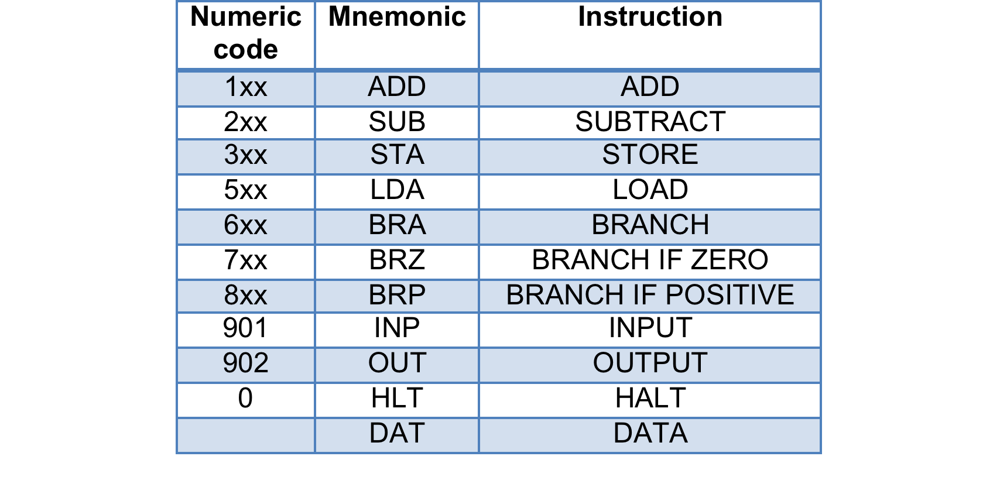 Numeric code Mnemonic Instruction
1xx ADD ADD
2xx SUB SUBTRACT
3xx STA STORE
5xx LDA LOAD
6xx BRA BRANCH
7xx BRZ BRANCH IF ZERO
8xx BRP BRANCH IF POSITIVE
901 INP INPUT
902 OUT OUTPUT
0 HLT HALT
DAT DATA